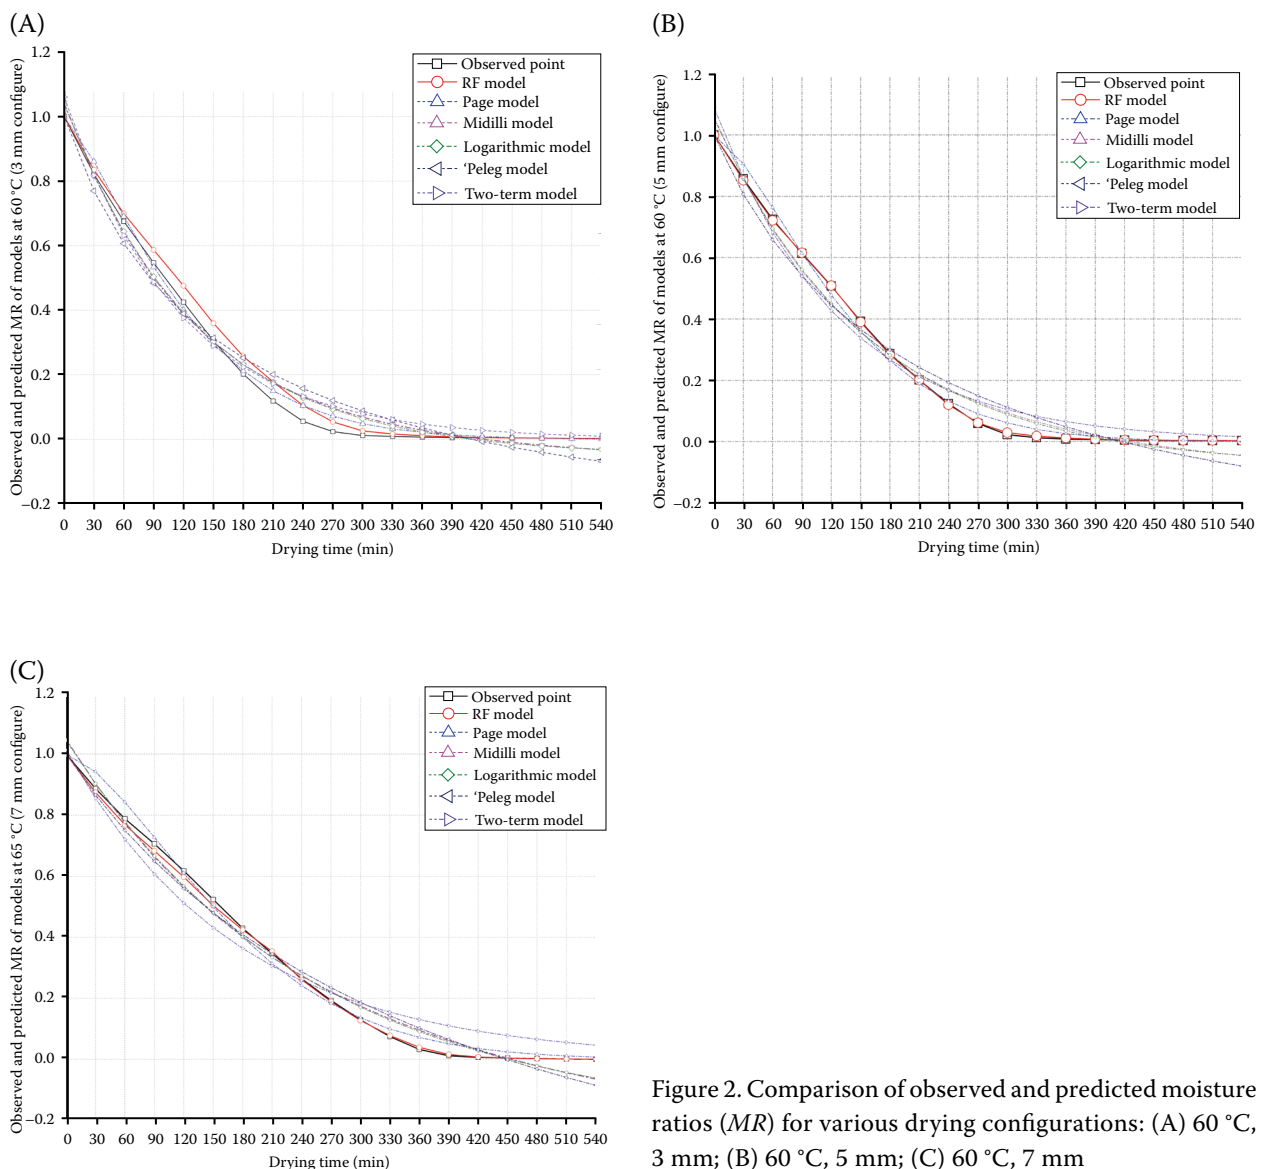 (A)
Observed and predicted MR of models at 60 °C (3 mm configure)
1.2
1.0
0.8
0.6
0.4
0.2
0.0
−0.2
0 30 60 90 120 150 180 210 240 270 300 330 360 390 420 450 480 510 540
Drying time (min)
Observed point
RF model
Page model
Midilli model
Logarithmic model
‘Peleg model
Two-term model
(B)
Observed and predicted MR of models at 60 °C (5 mm configure)
1.2
1.0
0.8
0.6
0.4
0.2
0.0
−0.2
0 30 60 90 120 150 180 210 240 270 300 330 360 390 420 450 480 510 540
Drying time (min)
Observed point
RF model
Page model
Midilli model
Logarithmic model
‘Peleg model
Two-term model
(C)
Observed and predicted MR of models at 65 °C (7 mm configure)
1.2
1.0
0.8
0.6
0.4
0.2
0.0
−0.2
0 30 60 90 120 150 180 210 240 270 300 330 360 390 420 450 480 510 540
Drying time (min)
Observed point
RF model
Page model
Midilli model
Logarithmic model
‘Peleg model
Two-term model
Figure 2. Comparison of observed and predicted moisture
ratios (MR) for various drying configurations: (A) 60 °C,
3 mm; (B) 60 °C, 5 mm; (C) 60 °C, 7 mm